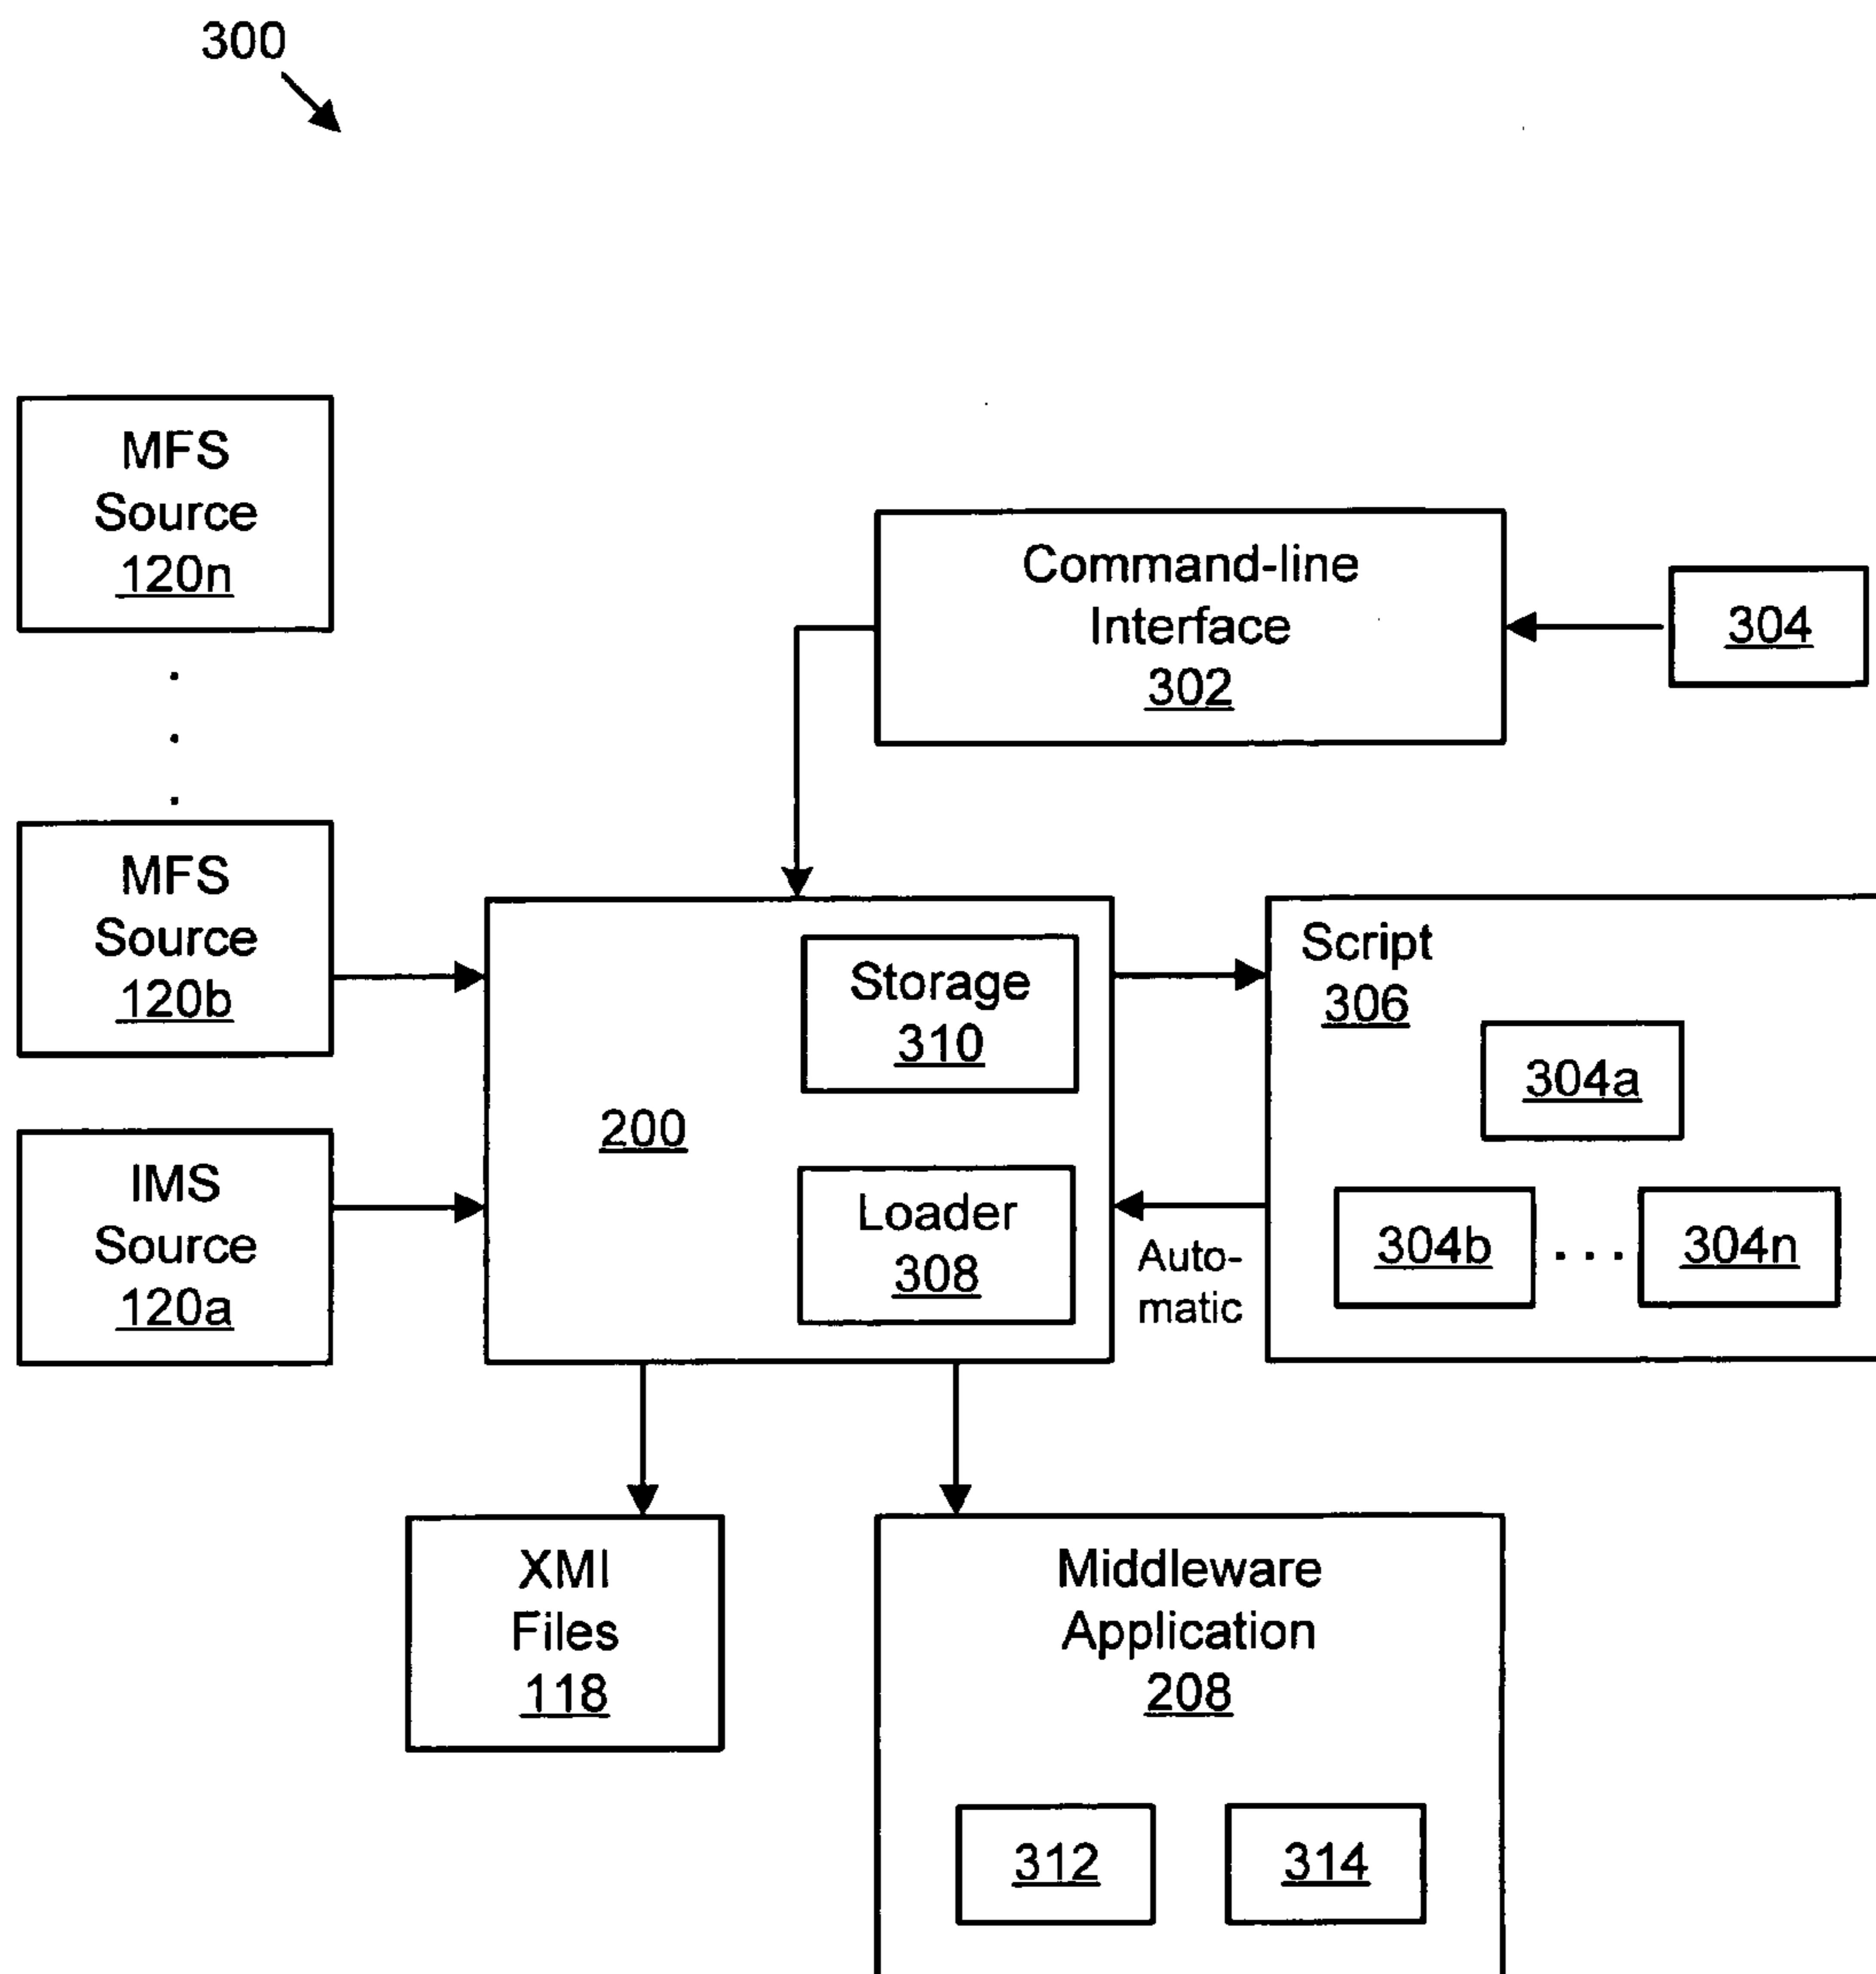 300
MFS
Source
120n
.
.
.
Command-line
Interface
302
304
MFS
Source
120b
Storage
310
Script
306
304a
200
IMS
Source
120a
Loader
308
Auto-
matic
304b ... 304n
XMI
Files
118
Middleware
Application
208
312 314